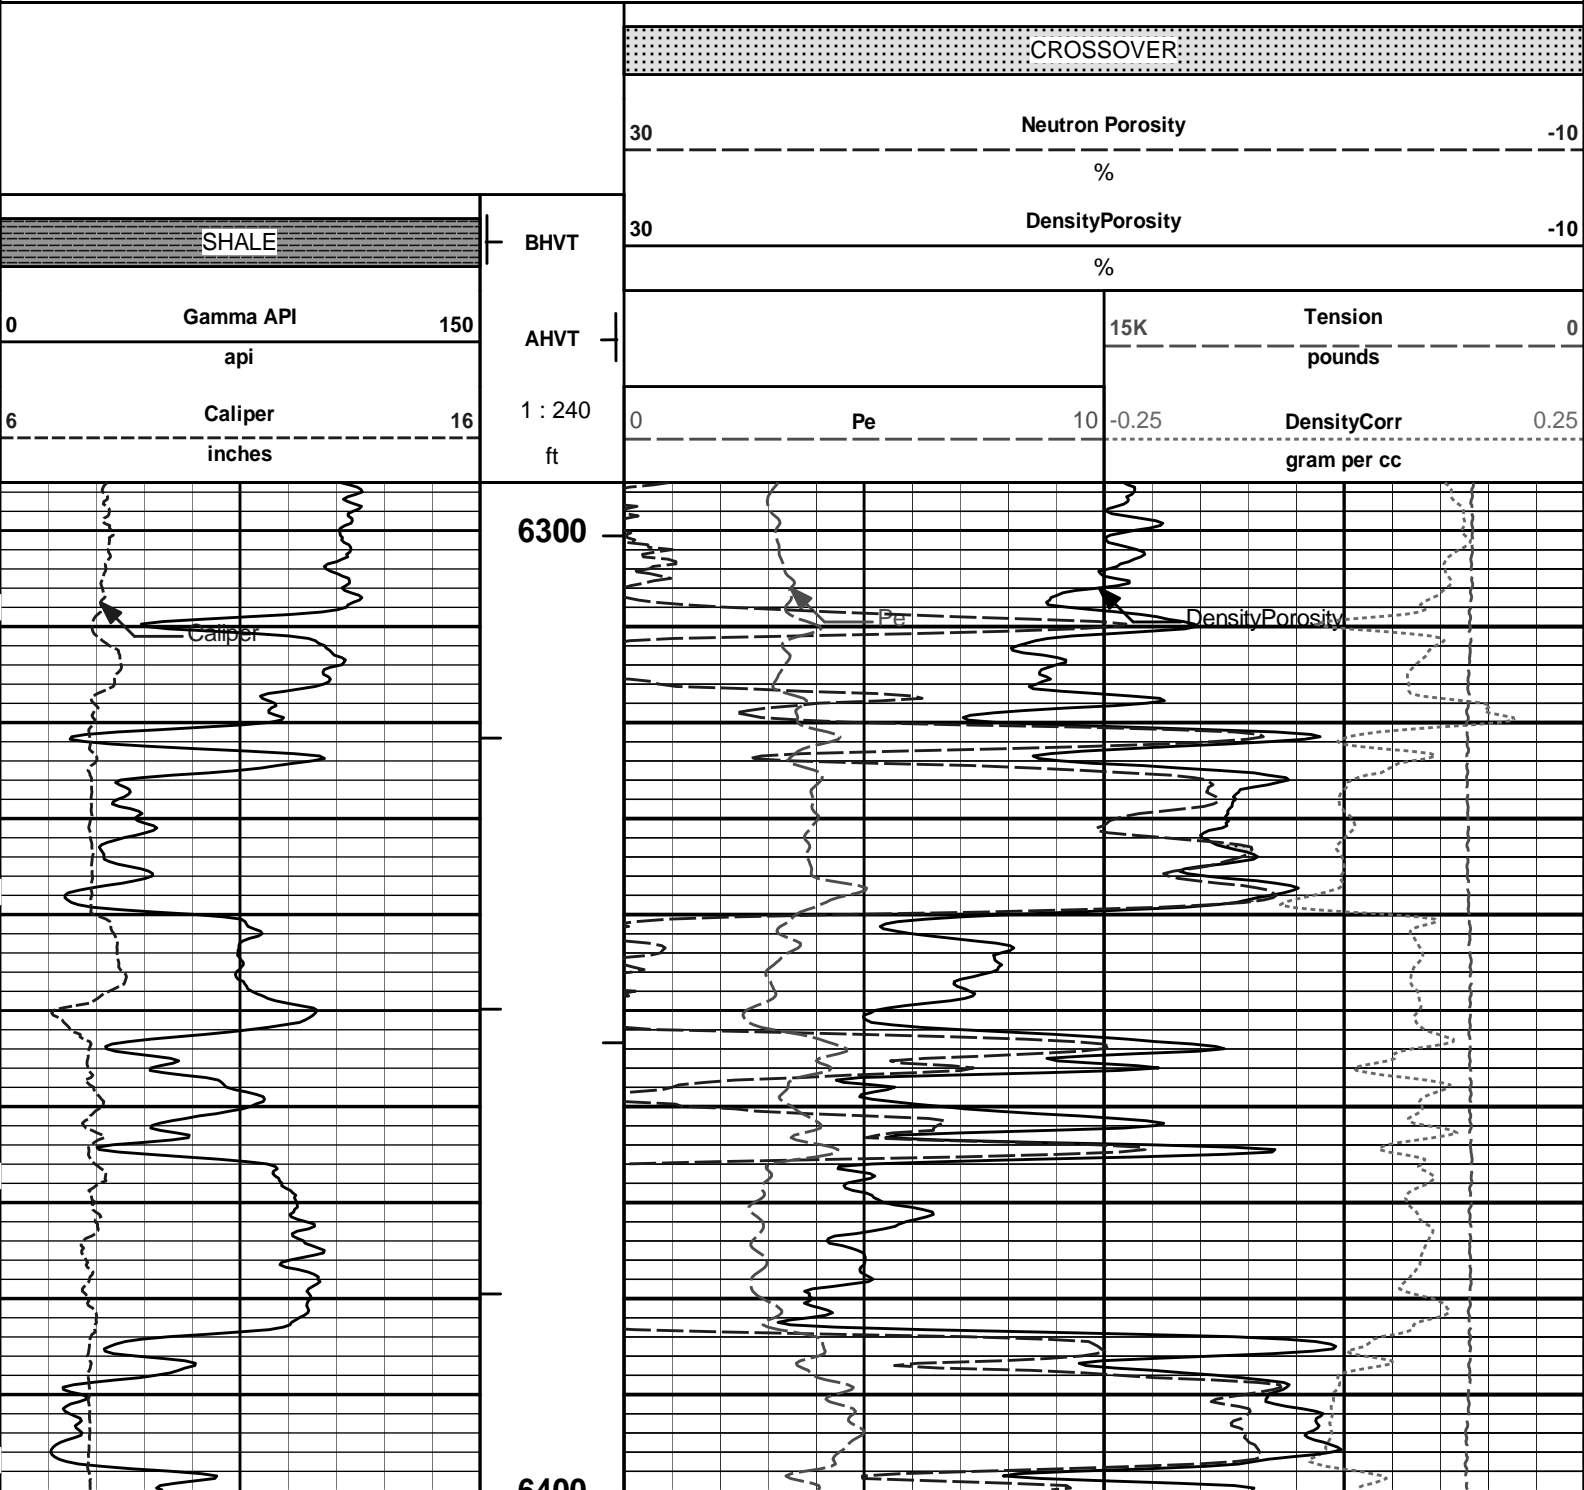 CROSSOVER
30 Neutron Porosity -10
%
30 DensityPorosity -10
%
SHALE
BHVT
0 Gamma API 150
api
AHVT
15K Tension 0
pounds
6 Caliper 16
inches
1 : 240
ft
0 Pe 10
-0.25 DensityCorr 0.25
gram per cc
6300
Caliper
Pe
DensityPorosity
6400